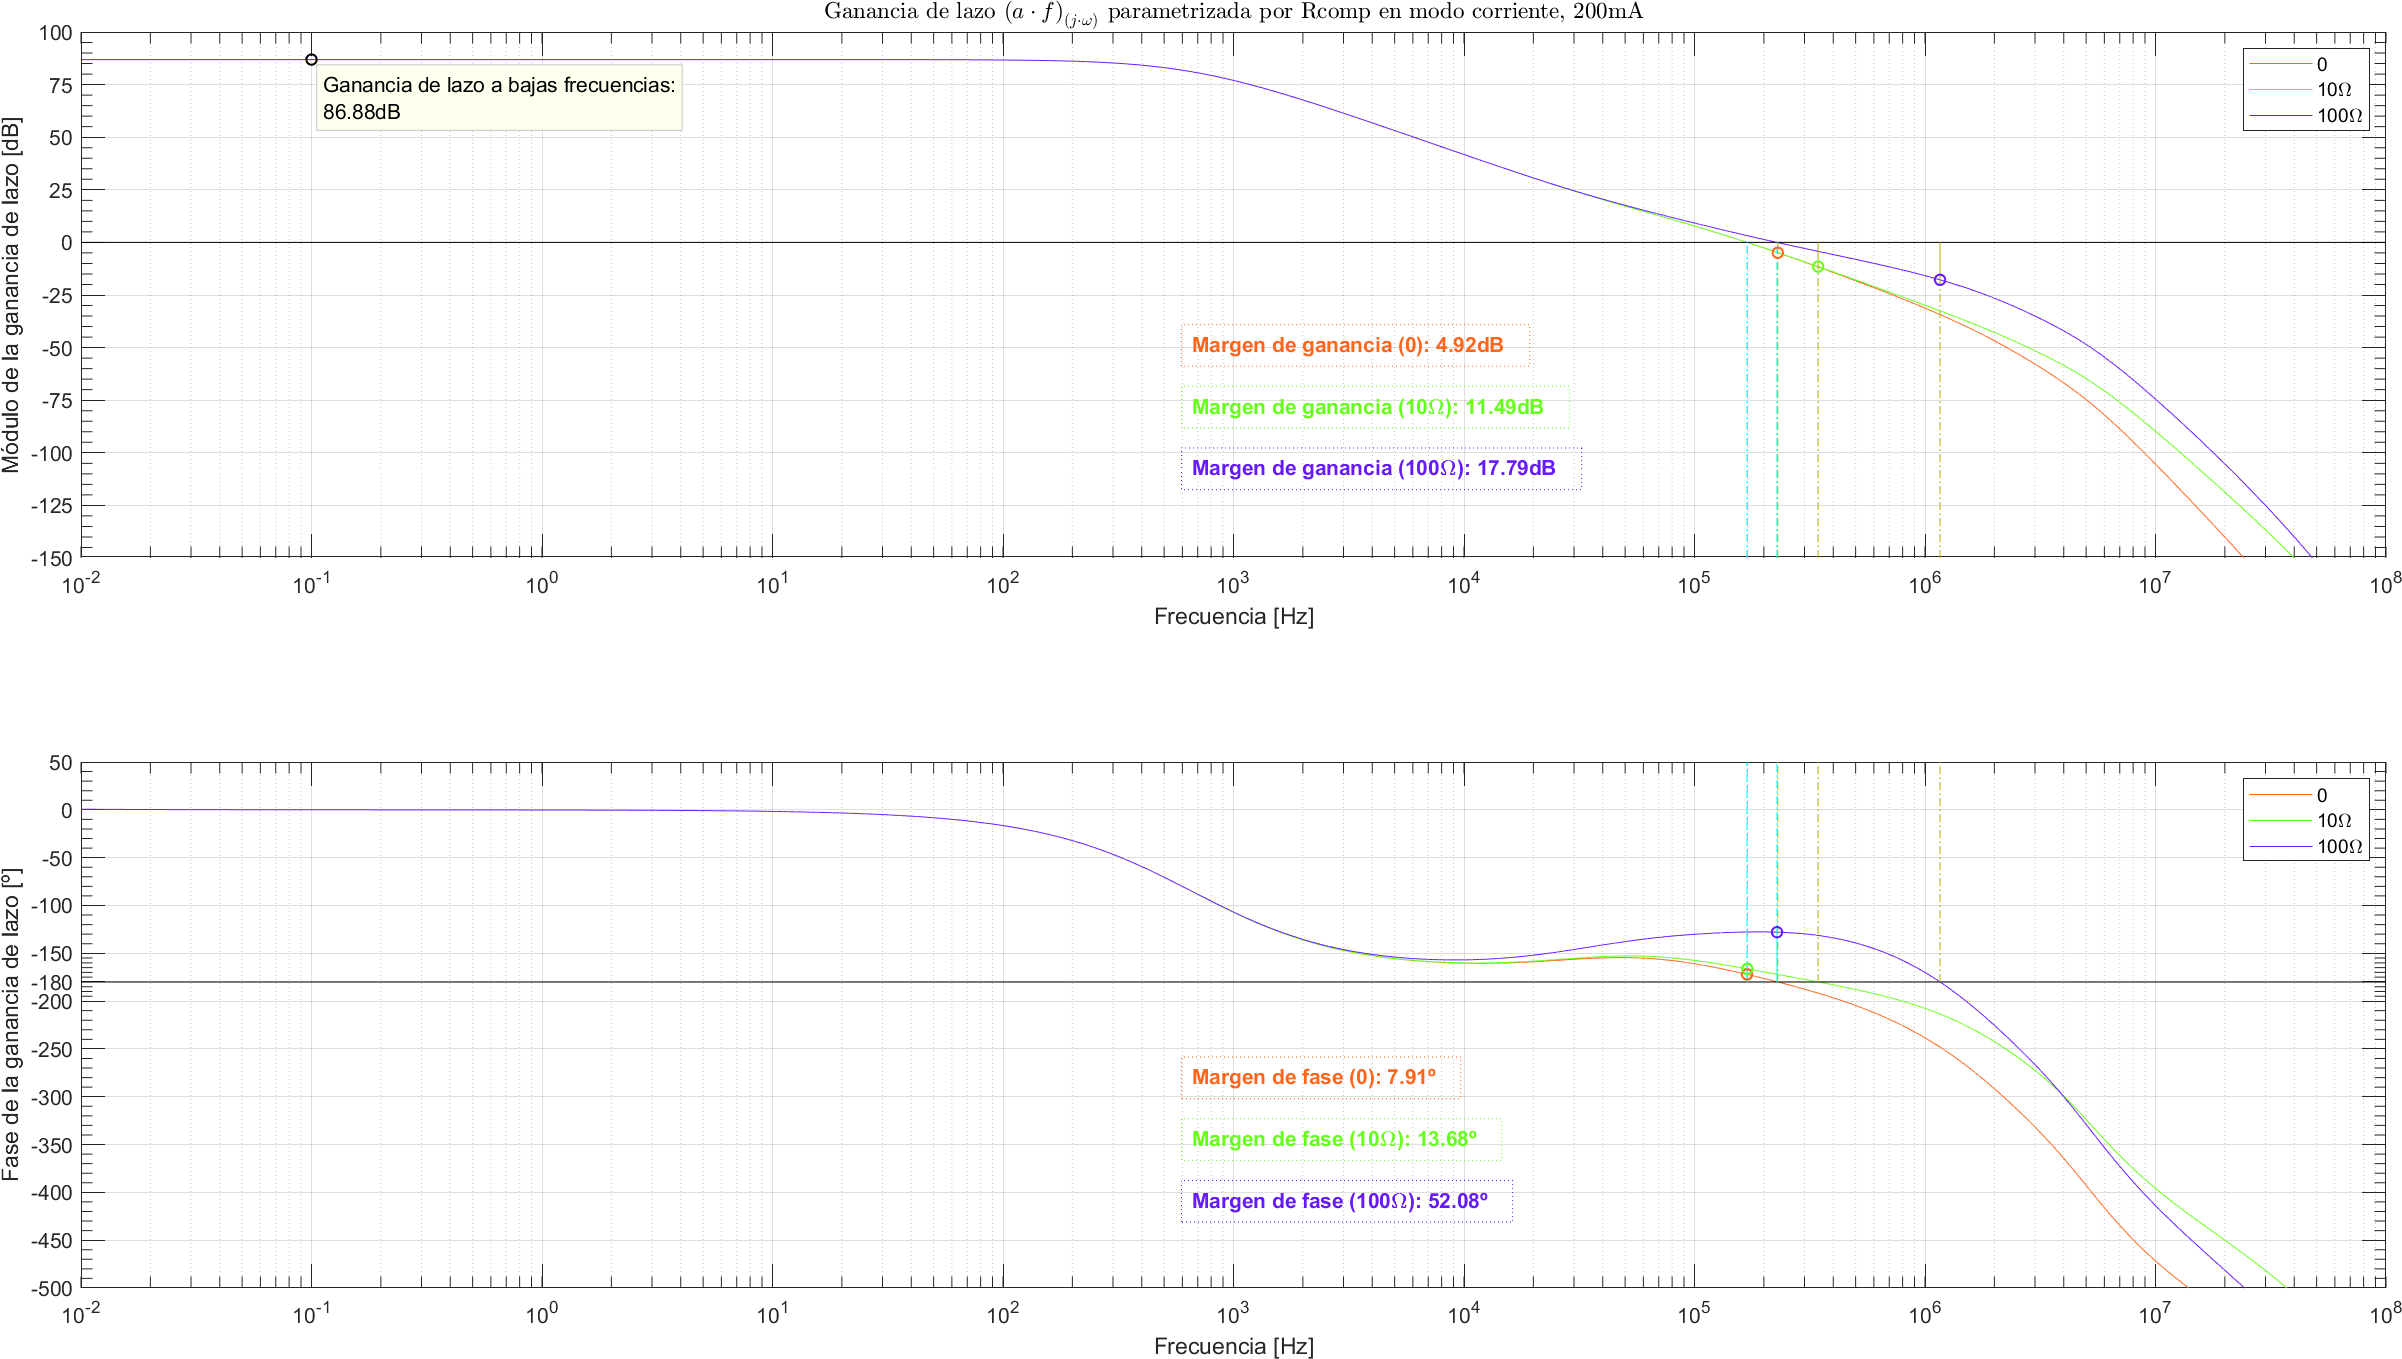 Ganancia de lazo (a · f)(j·ω) parametrizada por Rcomp en modo corriente, 200mA
Módulo de la ganancia de lazo [dB]
100
75
50
25
0
-25
-50
-75
-100
-125
-150
Ganancia de lazo a bajas frecuencias:
86.88dB
0
10Ω
100Ω
Margen de ganancia (0): 4.92dB
Margen de ganancia (10Ω): 11.49dB
Margen de ganancia (100Ω): 17.79dB
10-2 10-1 100 101 102 103 104 105 106 107 108
Frecuencia [Hz]
Fase de la ganancia de lazo [º]
50
0
-50
-100
-150
-180
-200
-250
-300
-350
-400
-450
-500
0
10Ω
100Ω
Margen de fase (0): 7.91º
Margen de fase (10Ω): 13.68º
Margen de fase (100Ω): 52.08º
10-2 10-1 100 101 102 103 104 105 106 107 108
Frecuencia [Hz]